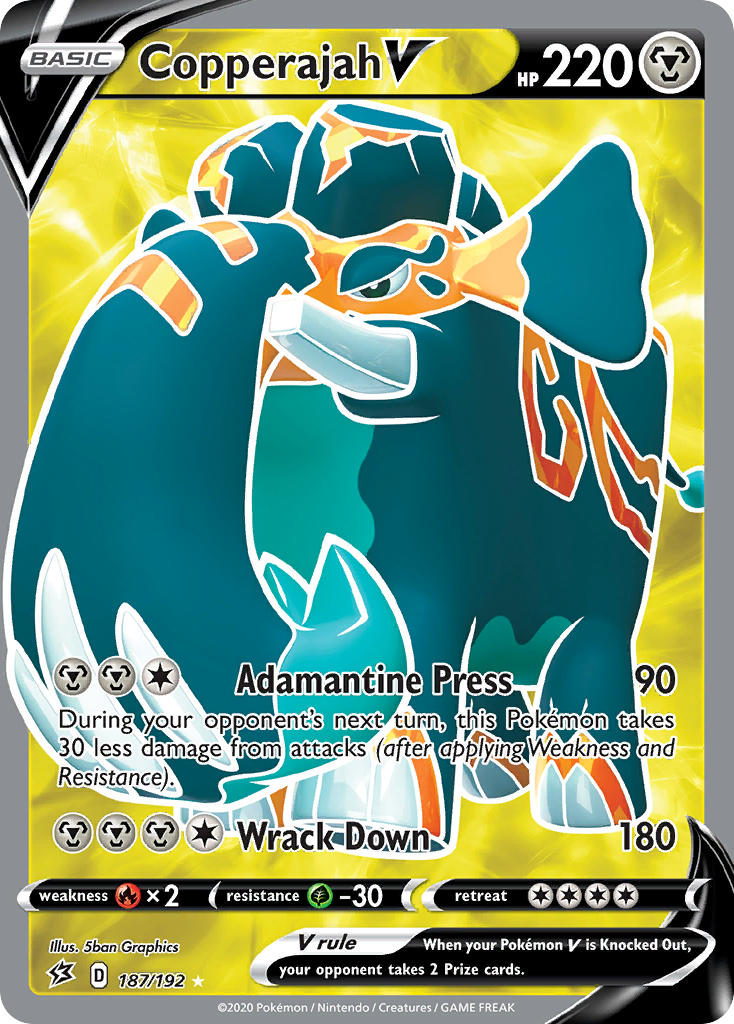 BASIC Copperajah V HP 220
Adamantine Press 90
During your opponent's next turn, this Pokémon takes
30 less damage from attacks (after applying Weakness and
Resistance).
Wrack Down 180
weakness ×2 resistance -30 retreat
Illus. 5ban Graphics
V rule When your Pokémon V is Knocked Out,
your opponent takes 2 Prize cards.
D 187/192
©2020 Pokémon / Nintendo / Creatures / GAME FREAK